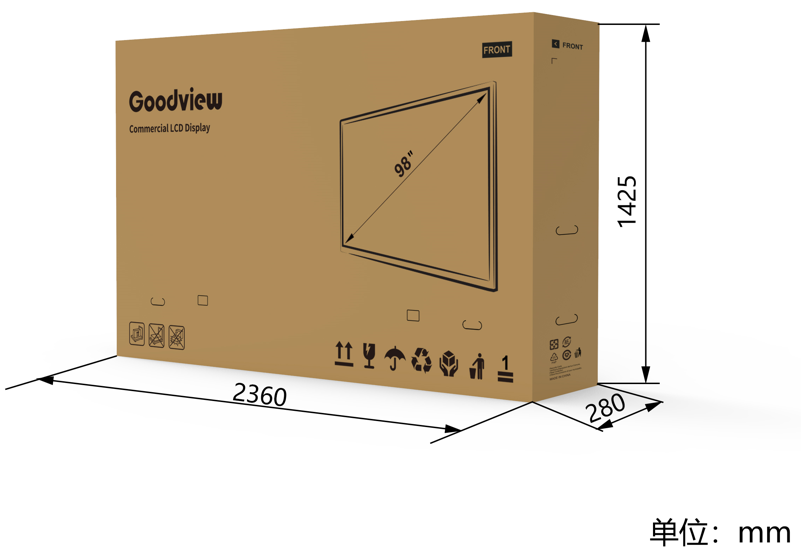 FRONT
FRONT
Goodview
Commercial LCD Display
98"
1425
1
2360
280
单位：mm